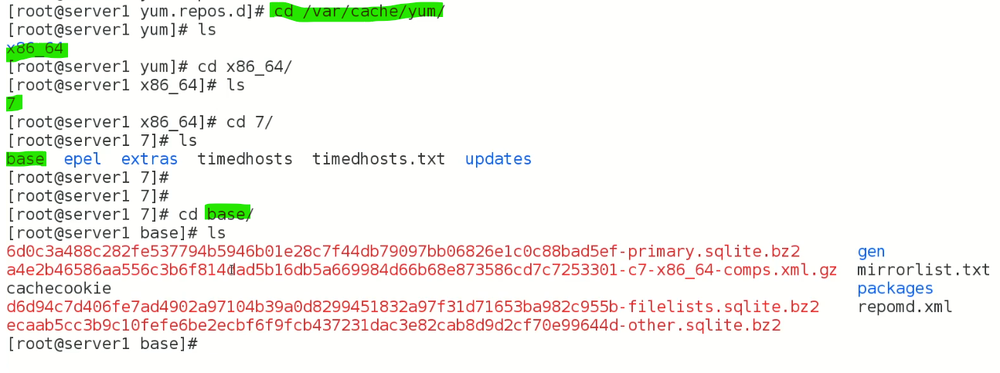 [root@server1 yum.repos.d]# cd /var/cache/yum/
[root@server1 yum]# ls
x86_64
[root@server1 yum]# cd x86_64/
[root@server1 x86_64]# ls
7
[root@server1 x86_64]# cd 7/
[root@server1 7]# ls
base  epel  extras  timedhosts  timedhosts.txt  updates
[root@server1 7]#
[root@server1 7]#
[root@server1 7]# cd base/
[root@server1 base]# ls
6d0c3a488c282fe537794b5946b01e28c7f44db79097bb06826e1c0c88bad5ef-primary.sqlite.bz2  gen
a4e2b46586aa556c3b6f814dad5b16db5a669984d66b68e873586cd7c7253301-c7-x86_64-comps.xml.gz  mirrorlist.txt
cachecookie  packages
d6d94c7d406fe7ad4902a97104b39a0d8299451832a97f31d71653ba982c955b-filelists.sqlite.bz2  repomd.xml
ecaab5cc3b9c10fefe6be2ecbf6f9fcb437231dac3e82cab8d9d2cf70e99644d-other.sqlite.bz2
[root@server1 base]#